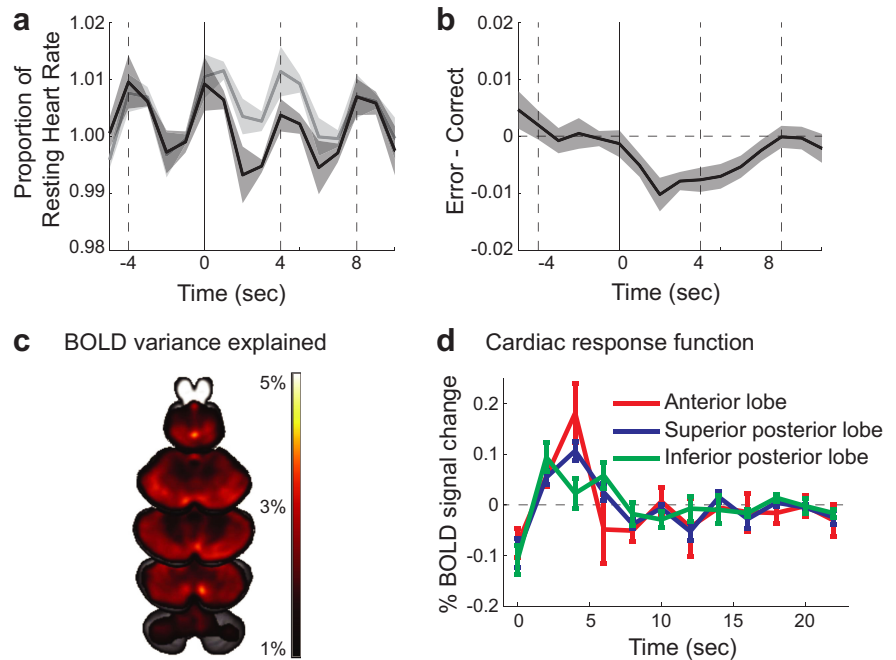 a
1.02
1.01
1.00
0.99
0.98
Proportion of
Resting Heart Rate
-4
0
4
8
Time (sec)
b
0.02
0.01
0
-0.01
-0.02
Error - Correct
-4
0
4
8
Time (sec)
c BOLD variance explained
5%
3%
1%
d Cardiac response function
0.2
0.1
0
-0.1
-0.2
% BOLD signal change
Anterior lobe
Superior posterior lobe
Inferior posterior lobe
0
5
10
15
20
Time (sec)